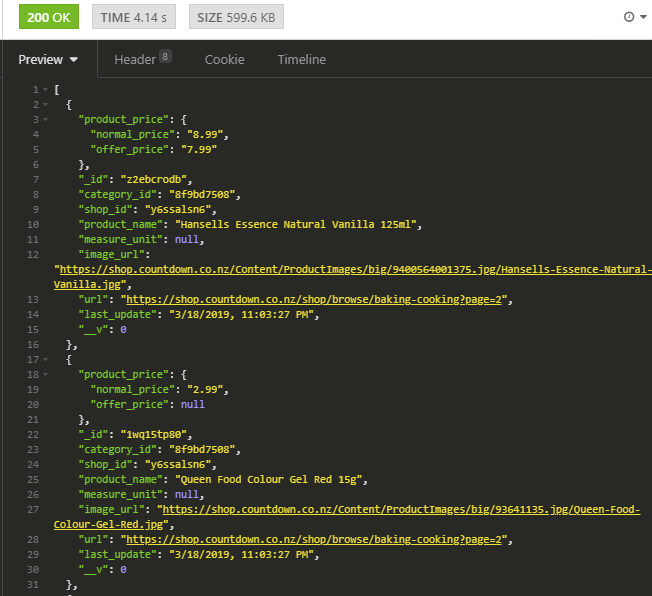 200 OK TIME 4.14 s SIZE 599.6 KB
Preview Header 8 Cookie Timeline
1 [
2 {
3 "product_price": {
4 "normal_price": "8.99",
5 "offer_price": "7.99"
6 },
7 "_id": "z2ebcrodb",
8 "category_id": "8f9bd7508",
9 "shop_id": "y6ssalsn6",
10 "product_name": "Hansells Essence Natural Vanilla 125ml",
11 "measure_unit": null,
12 "image_url":
"https://shop.countdown.co.nz/Content/ProductImages/big/9400564001375.jpg/Hansells-Essence-Natural-
Vanilla.jpg",
13 "url": "https://shop.countdown.co.nz/shop/browse/baking-cooking?page=2",
14 "last_update": "3/18/2019, 11:03:27 PM",
15 "__v": 0
16 },
17 {
18 "product_price": {
19 "normal_price": "2.99",
20 "offer_price": null
21 },
22 "_id": "1wq15tp80",
23 "category_id": "8f9bd7508",
24 "shop_id": "y6ssalsn6",
25 "product_name": "Queen Food Colour Gel Red 15g",
26 "measure_unit": null,
27 "image_url": "https://shop.countdown.co.nz/Content/ProductImages/big/93641135.jpg/Queen-Food-
Colour-Gel-Red.jpg",
28 "url": "https://shop.countdown.co.nz/shop/browse/baking-cooking?page=2",
29 "last_update": "3/18/2019, 11:03:27 PM",
30 "__v": 0
31 },